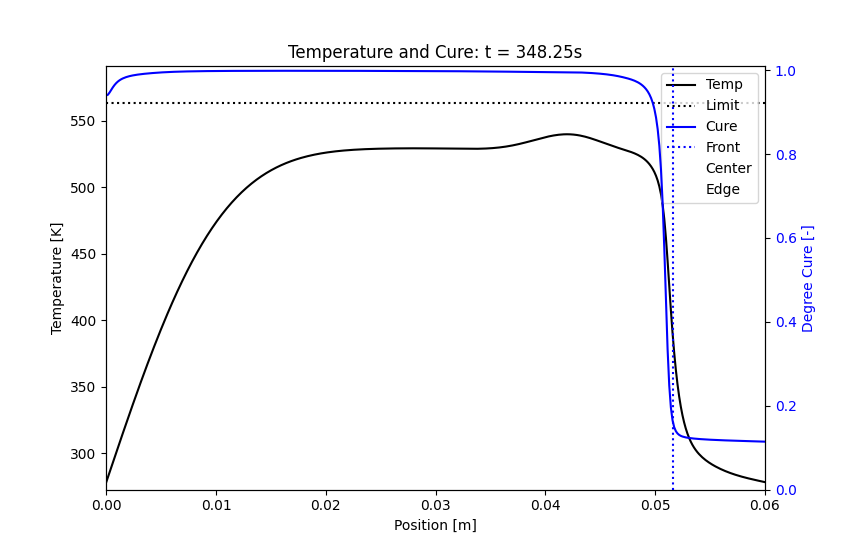 Temperature and Cure: t = 348.25s
Temp
Limit
Cure
Front
Center
Edge
550
500
450
400
350
300
Temperature [K]
1.0
0.8
0.6
0.4
0.2
0.0
Degree Cure [-]
0.00 0.01 0.02 0.03 0.04 0.05 0.06
Position [m]